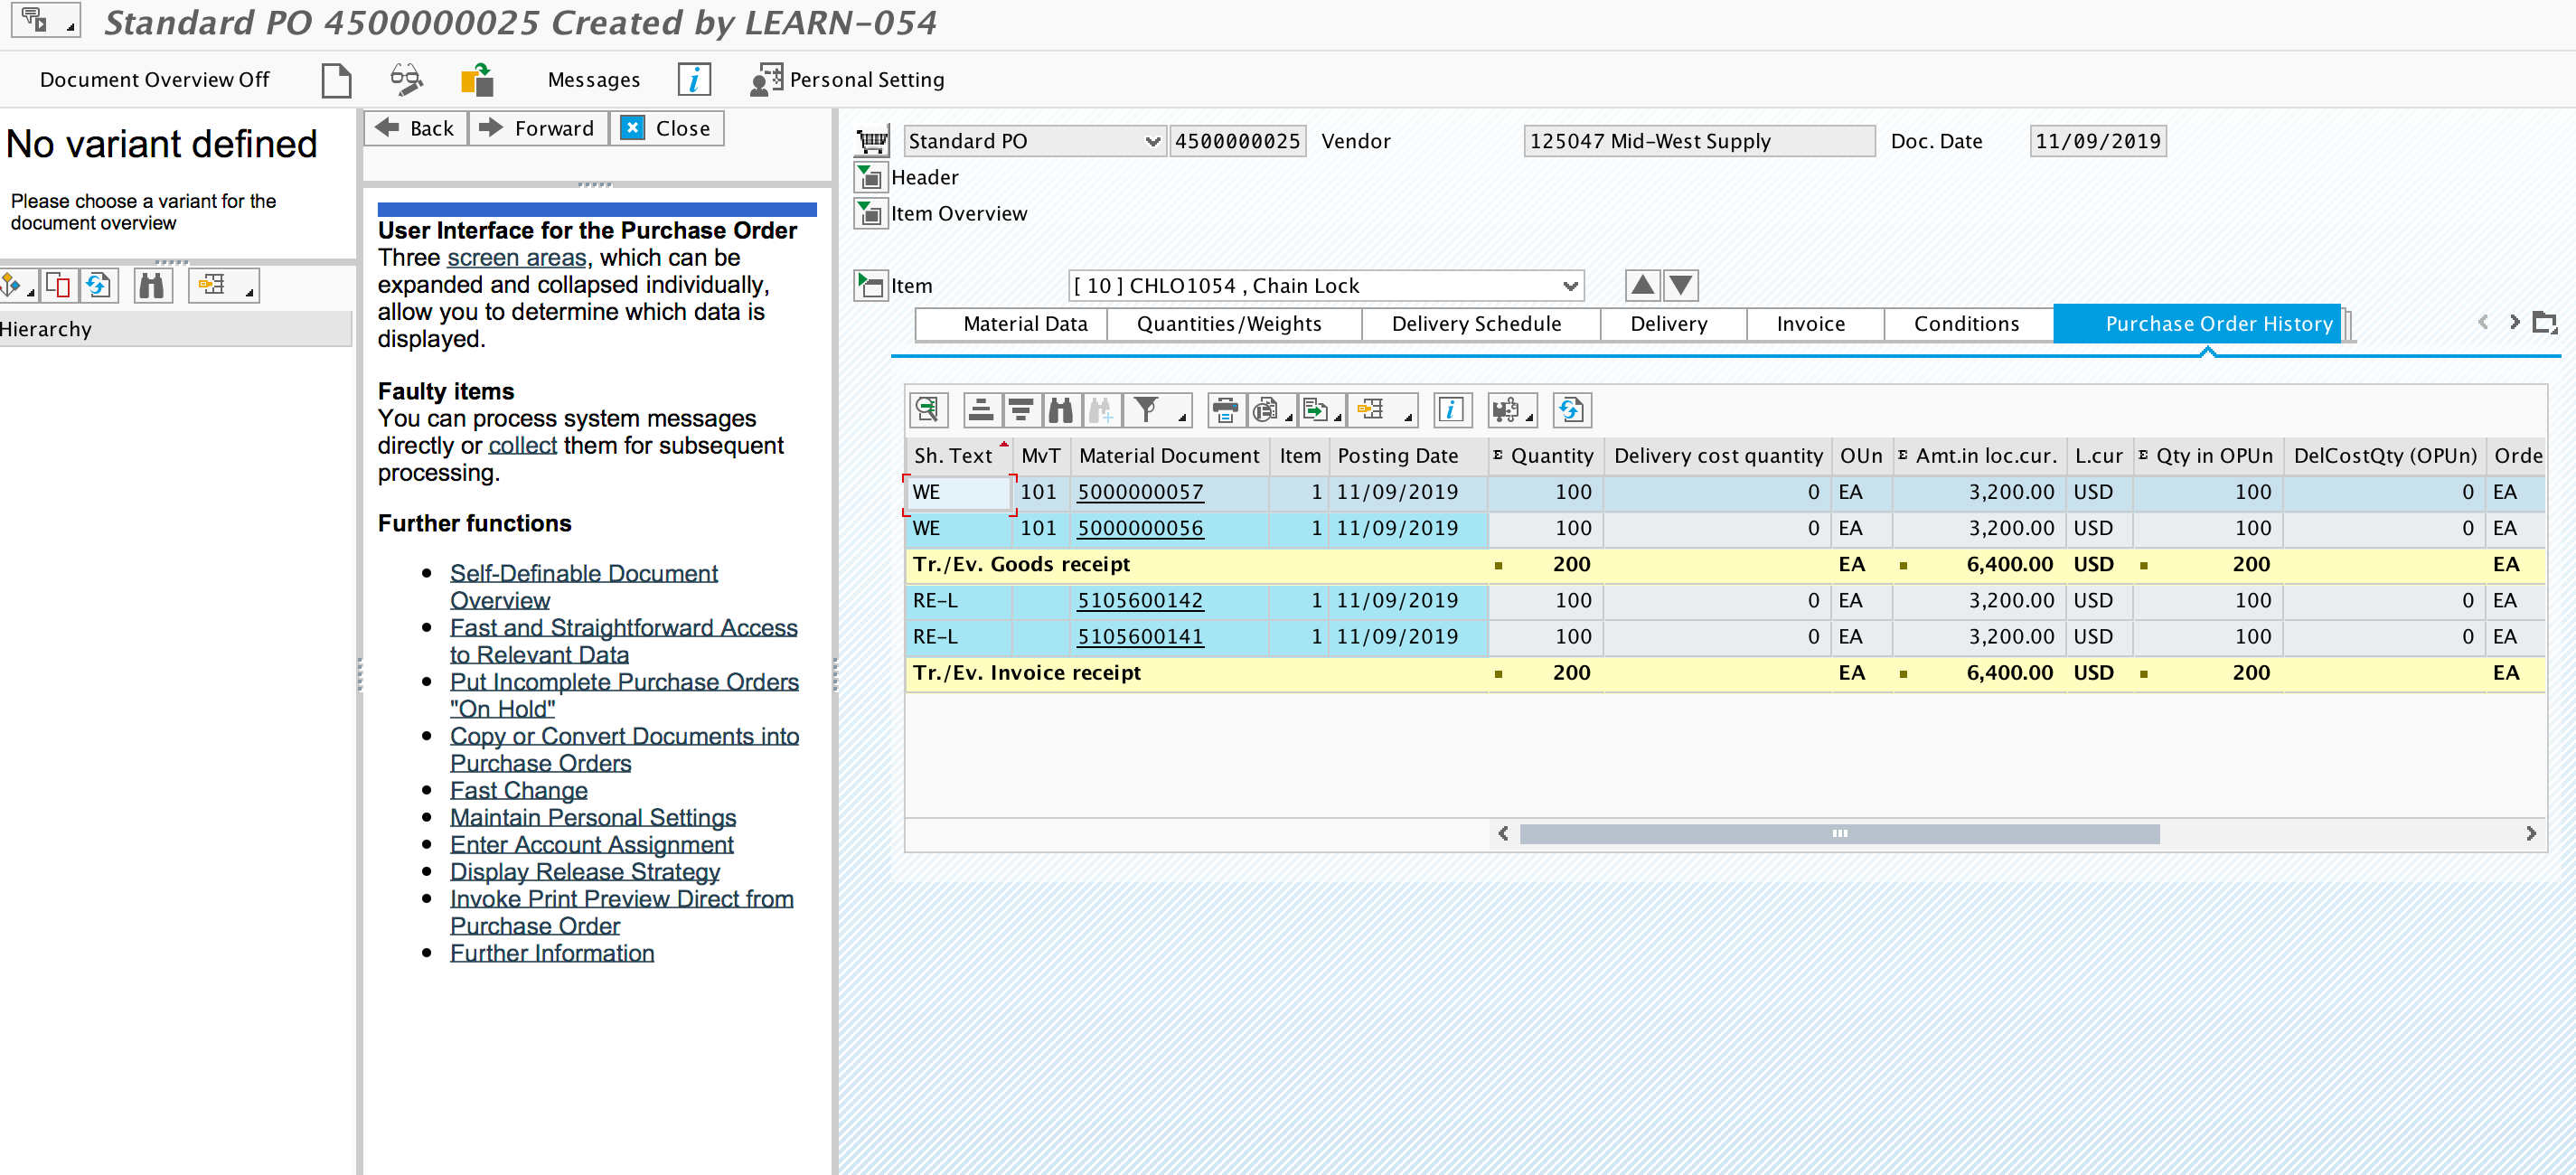 Standard PO 4500000025 Created by LEARN-054
Document Overview Off Messages Personal Setting
No variant defined
Please choose a variant for the
document overview
Hierarchy
Back Forward Close
User Interface for the Purchase Order
Three screen areas, which can be
expanded and collapsed individually,
allow you to determine which data is
displayed.
Faulty items
You can process system messages
directly or collect them for subsequent
processing.
Further functions
Self-Definable Document
Overview
Fast and Straightforward Access
to Relevant Data
Put Incomplete Purchase Orders
"On Hold"
Copy or Convert Documents into
Purchase Orders
Fast Change
Maintain Personal Settings
Enter Account Assignment
Display Release Strategy
Invoke Print Preview Direct from
Purchase Order
Further Information
Standard PO 4500000025 Vendor 125047 Mid-West Supply Doc. Date 11/09/2019
Header
Item Overview
Item [ 10 ] CHLO1054 , Chain Lock
Material Data Quantities/Weights Delivery Schedule Delivery Invoice Conditions Purchase Order History
Sh. Text MvT Material Document Item Posting Date Σ Quantity Delivery cost quantity OUn Σ Amt.in loc.cur. L.cur Σ Qty in OPUn DelCostQty (OPUn) Orde
WE 101 5000000057 1 11/09/2019 100 0 EA 3,200.00 USD 100 0 EA
WE 101 5000000056 1 11/09/2019 100 0 EA 3,200.00 USD 100 0 EA
Tr./Ev. Goods receipt 200 EA 6,400.00 USD 200 EA
RE-L 5105600142 1 11/09/2019 100 0 EA 3,200.00 USD 100 0 EA
RE-L 5105600141 1 11/09/2019 100 0 EA 3,200.00 USD 100 0 EA
Tr./Ev. Invoice receipt 200 EA 6,400.00 USD 200 EA